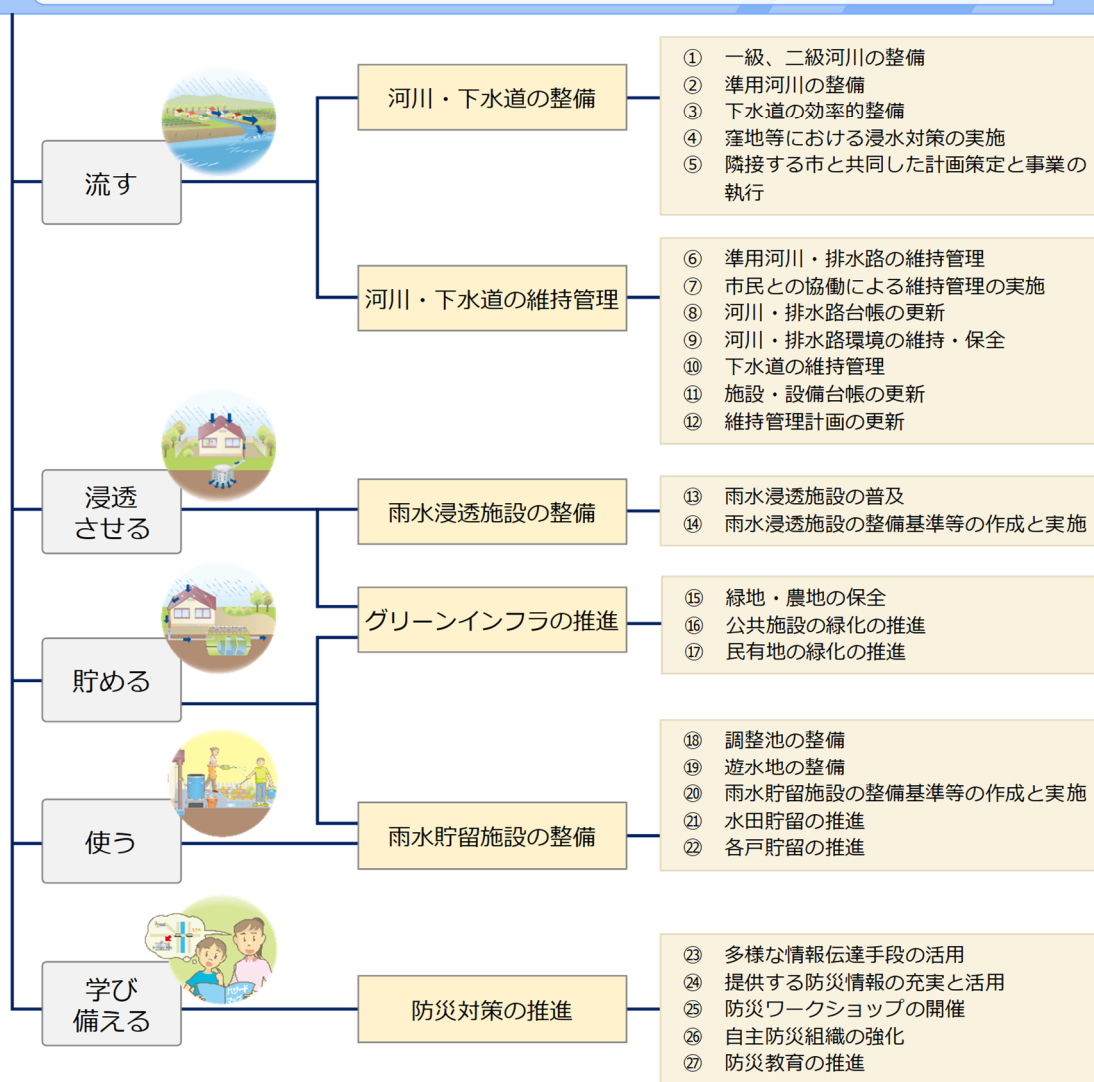 流す
河川・下水道の整備
① 一級、二級河川の整備
② 準用河川の整備
③ 下水道の効率的整備
④ 窪地等における浸水対策の実施
⑤ 隣接する市と共同した計画策定と事業の
執行
河川・下水道の維持管理
⑥ 準用河川・排水路の維持管理
⑦ 市民との協働による維持管理の実施
⑧ 河川・排水路台帳の更新
⑨ 河川・排水路環境の維持・保全
⑩ 下水道の維持管理
⑪ 施設・設備台帳の更新
⑫ 維持管理計画の更新
浸透
させる
雨水浸透施設の整備
⑬ 雨水浸透施設の普及
⑭ 雨水浸透施設の整備基準等の作成と実施
グリーンインフラの推進
⑮ 緑地・農地の保全
⑯ 公共施設の緑化の推進
⑰ 民有地の緑化の推進
貯める
使う
雨水貯留施設の整備
⑱ 調整池の整備
⑲ 遊水地の整備
⑳ 雨水貯留施設の整備基準等の作成と実施
㉑ 水田貯留の推進
㉒ 各戸貯留の推進
学び
備える
防災対策の推進
㉓ 多様な情報伝達手段の活用
㉔ 提供する防災情報の充実と活用
㉕ 防災ワークショップの開催
㉖ 自主防災組織の強化
㉗ 防災教育の推進